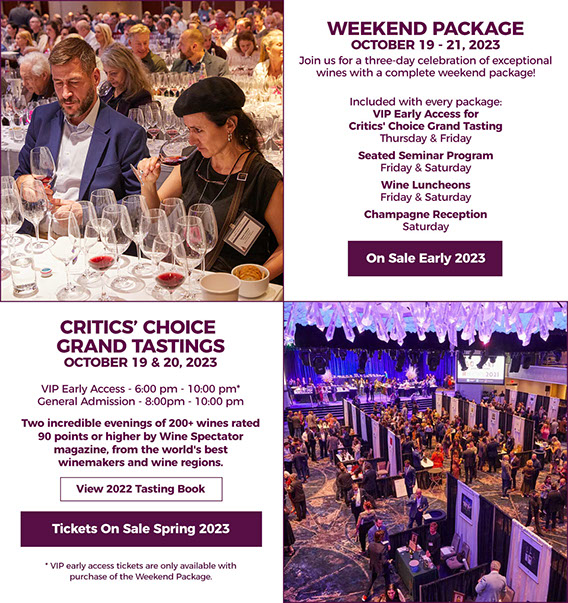 WEEKEND PACKAGE
OCTOBER 19 - 21, 2023
Join us for a three-day celebration of exceptional
wines with a complete weekend package!
Included with every package:
VIP Early Access for
Critics' Choice Grand Tasting
Thursday & Friday
Seated Seminar Program
Friday & Saturday
Wine Luncheons
Friday & Saturday
Champagne Reception
Saturday
On Sale Early 2023
CRITICS’ CHOICE
GRAND TASTINGS
OCTOBER 19 & 20, 2023
VIP Early Access - 6:00 pm - 10:00 pm*
General Admission - 8:00pm - 10:00 pm
Two incredible evenings of 200+ wines rated
90 points or higher by Wine Spectator
magazine, from the world's best
winemakers and wine regions.
View 2022 Tasting Book
Tickets On Sale Spring 2023
* VIP early access tickets are only available with
purchase of the Weekend Package.